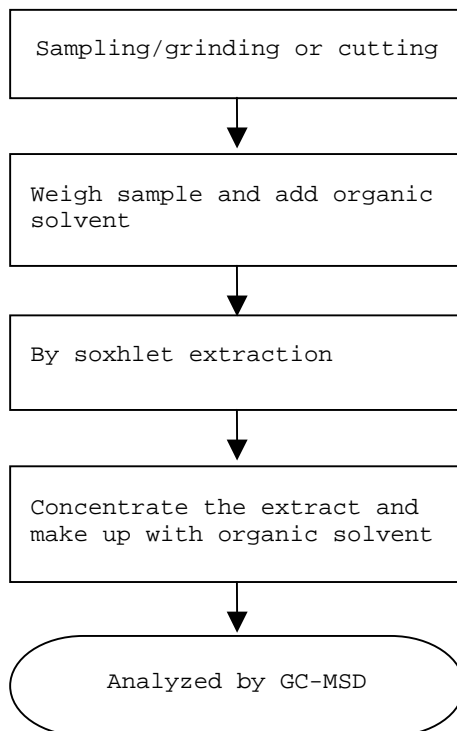 Sampling/grinding or cutting
Weigh sample and add organic
solvent
By soxhlet extraction
Concentrate the extract and
make up with organic solvent
Analyzed by GC-MSD